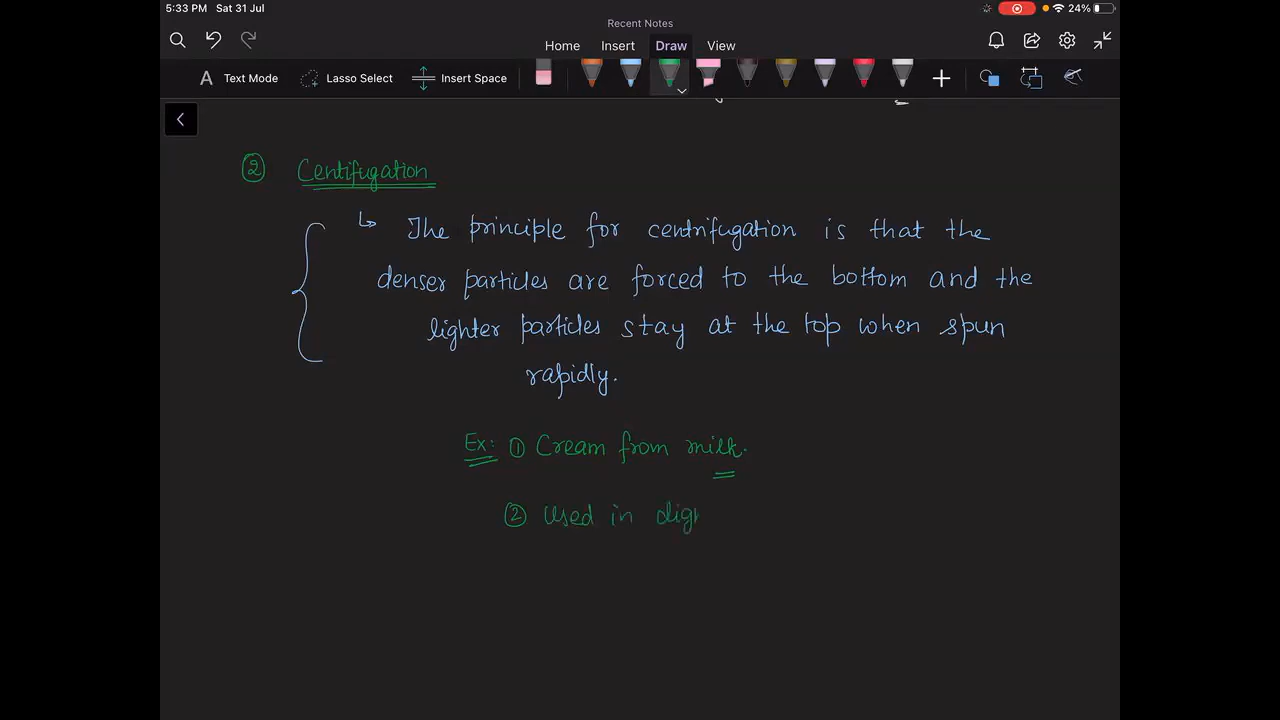 5:33 PM Sat 31 Jul 24%
Recent Notes
Home Insert Draw View
A Text Mode Lasso Select Insert Space
② Centifugation
↳ The principle for centrifugation is that the
denser particles are forced to the bottom and the
lighter particles stay at the top when spun
rapidly.
Ex: ① Cream from milk.
② Used in dig